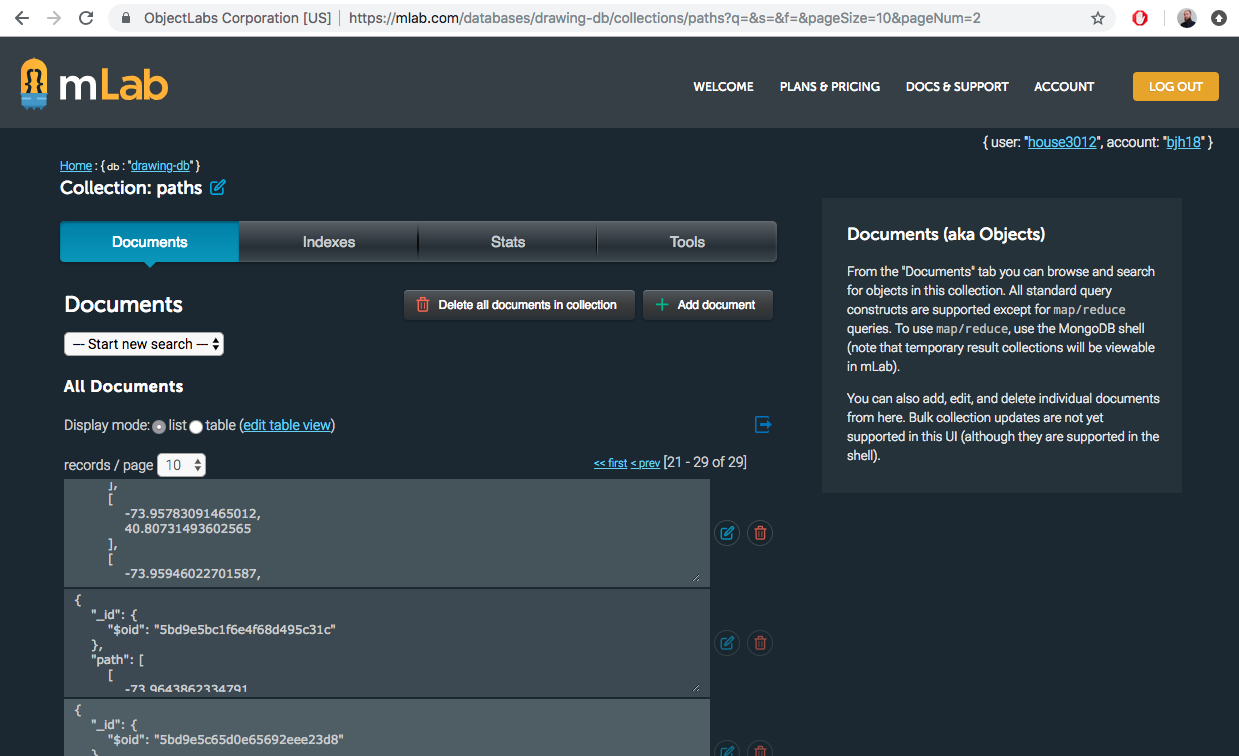 ObjectLabs Corporation [US] | https://mlab.com/databases/drawing-db/collections/paths?q=&s=&f=&pageSize=10&pageNum=2
mLab
WELCOME PLANS & PRICING DOCS & SUPPORT ACCOUNT LOG OUT
{ user: "house3012", account: "bjh18" }
Home : { db : "drawing-db" }
Collection: paths
Documents Indexes Stats Tools
Documents
Delete all documents in collection
Add document
-- Start new search --
All Documents
Display mode: list table (edit table view)
records / page 10
<< first < prev [21 - 29 of 29]
],
[
-73.95783091465012,
40.80731493602565
],
[
-73.95946022701587,
{
"_id": {
"$oid": "5bd9e5bc1f6e4f68d495c31c"
},
"path": [
[
-73.9643862334791
{
"_id": {
"$oid": "5bd9e5c65d0e65692eee23d8"
}
Documents (aka Objects)
From the "Documents" tab you can browse and search
for objects in this collection. All standard query
constructs are supported except for map/reduce
queries. To use map/reduce, use the MongoDB shell
(note that temporary result collections will be viewable
in mLab).
You can also add, edit, and delete individual documents
from here. Bulk collection updates are not yet
supported in this UI (although they are supported in the
shell).